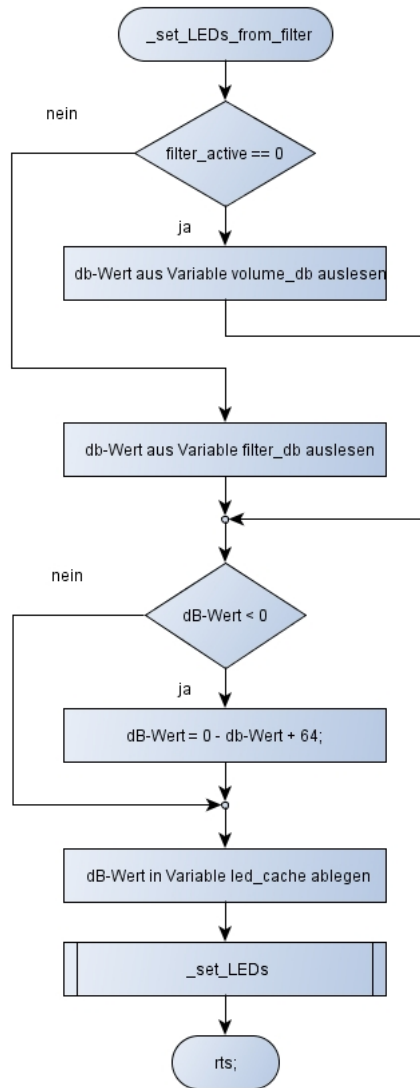 _set_LEDs_from_filter
nein
filter_active == 0
ja
db-Wert aus Variable volume_db auslesen
db-Wert aus Variable filter_db auslesen
nein
dB-Wert < 0
ja
dB-Wert = 0 - db-Wert + 64;
dB-Wert in Variable led_cache ablegen
_set_LEDs
rts;